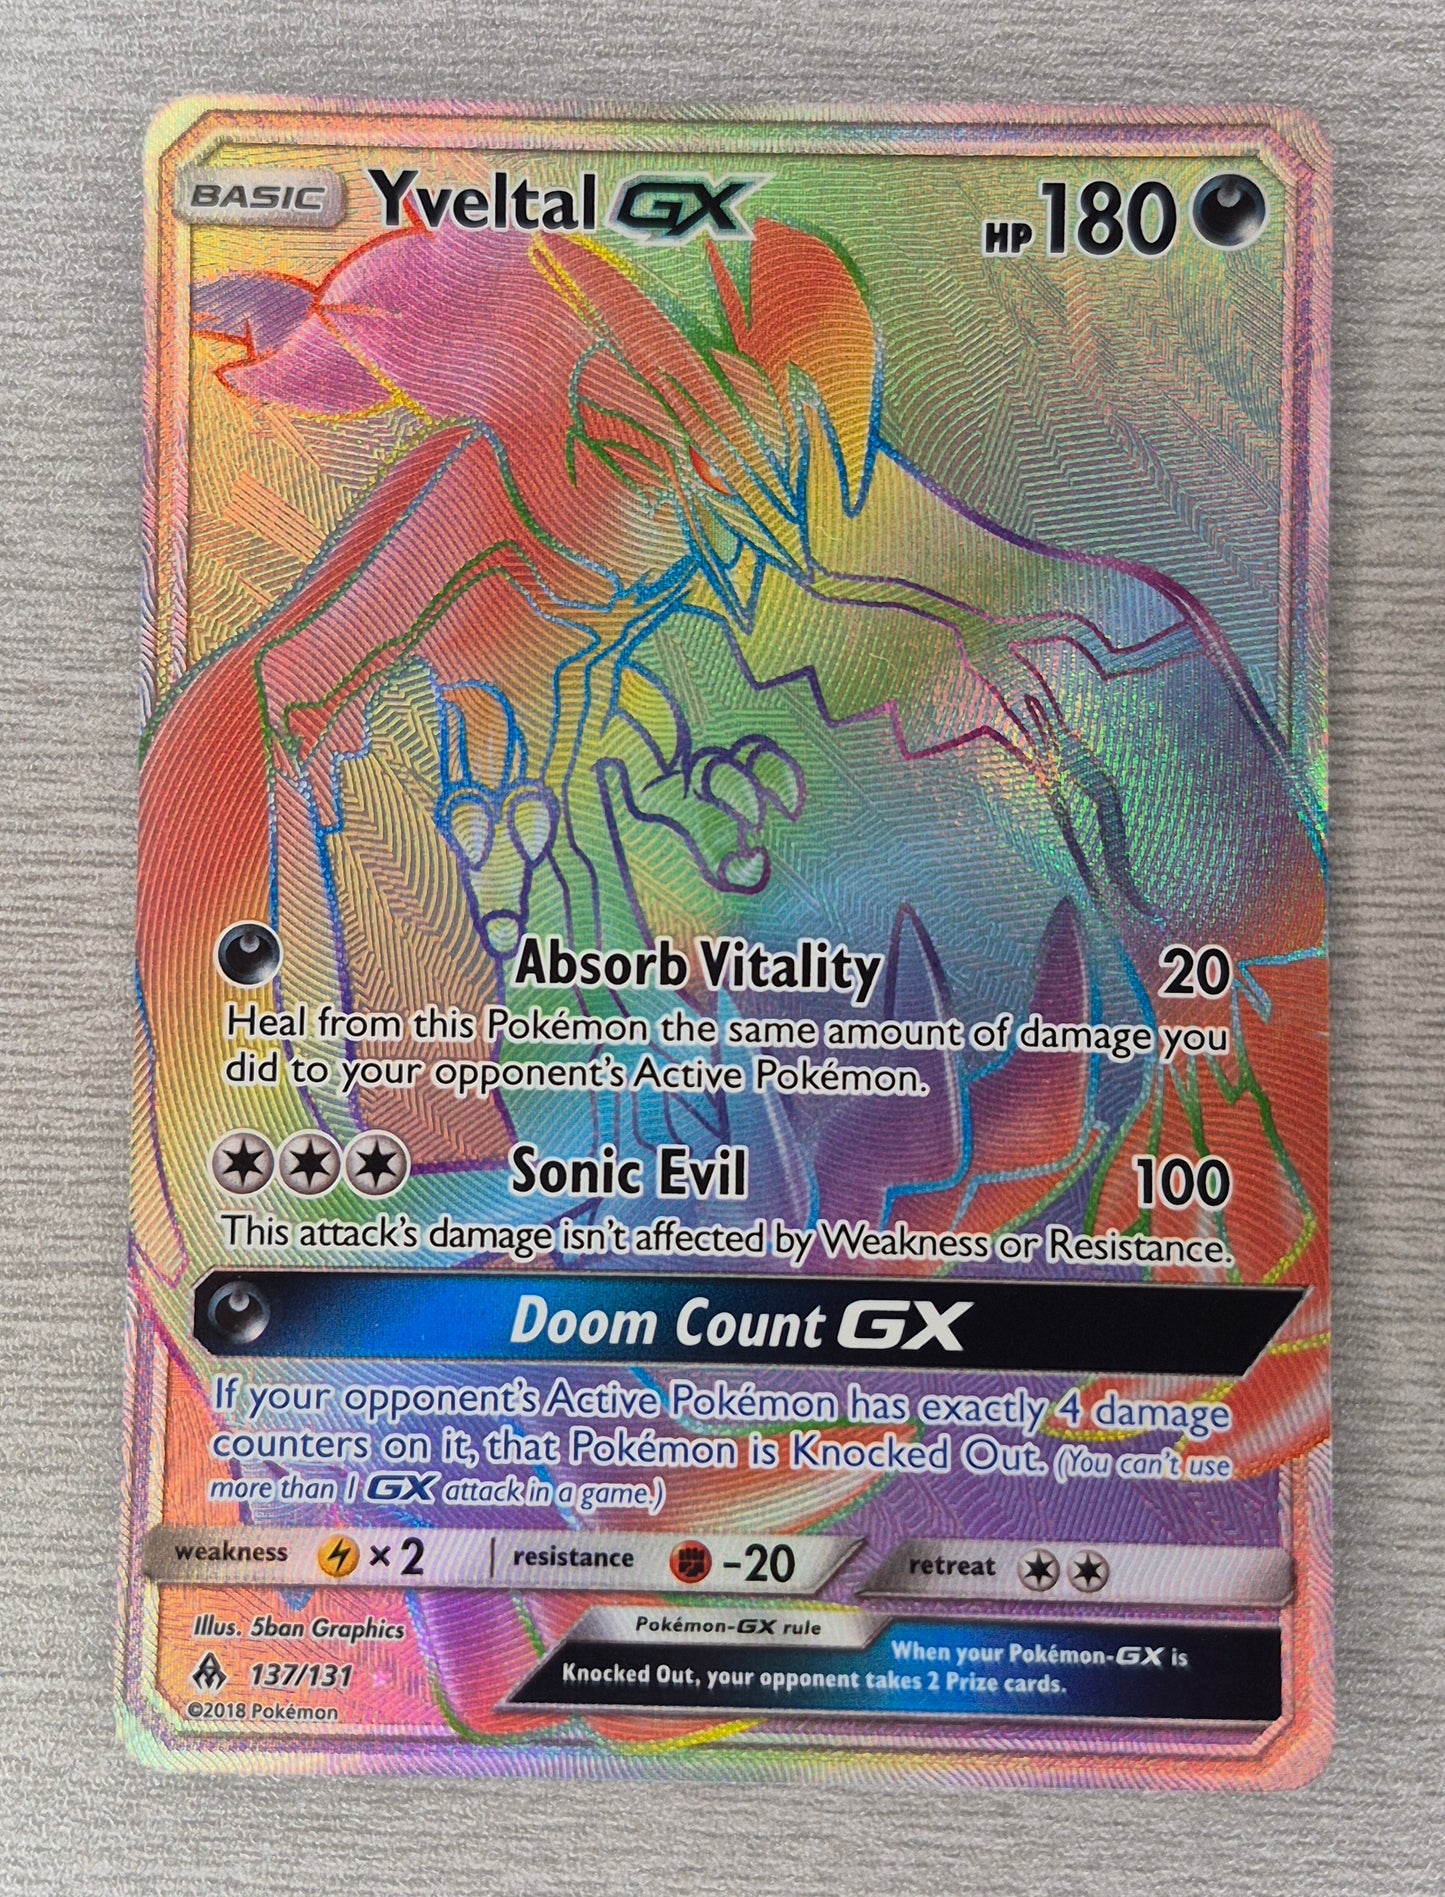 BASIC Yveltal GX HP 180
Absorb Vitality 20
Heal from this Pokémon the same amount of damage you
did to your opponent's Active Pokémon.
Sonic Evil 100
This attack's damage isn't affected by Weakness or Resistance.
Doom Count GX
If your opponent's Active Pokémon has exactly 4 damage
counters on it, that Pokémon is Knocked Out. (You can't use
more than 1 GX attack in a game.)
weakness ×2 resistance -20 retreat
Illus. 5ban Graphics
137/131
©2018 Pokémon
Pokémon-GX rule
When your Pokémon-GX is
Knocked Out, your opponent takes 2 Prize cards.